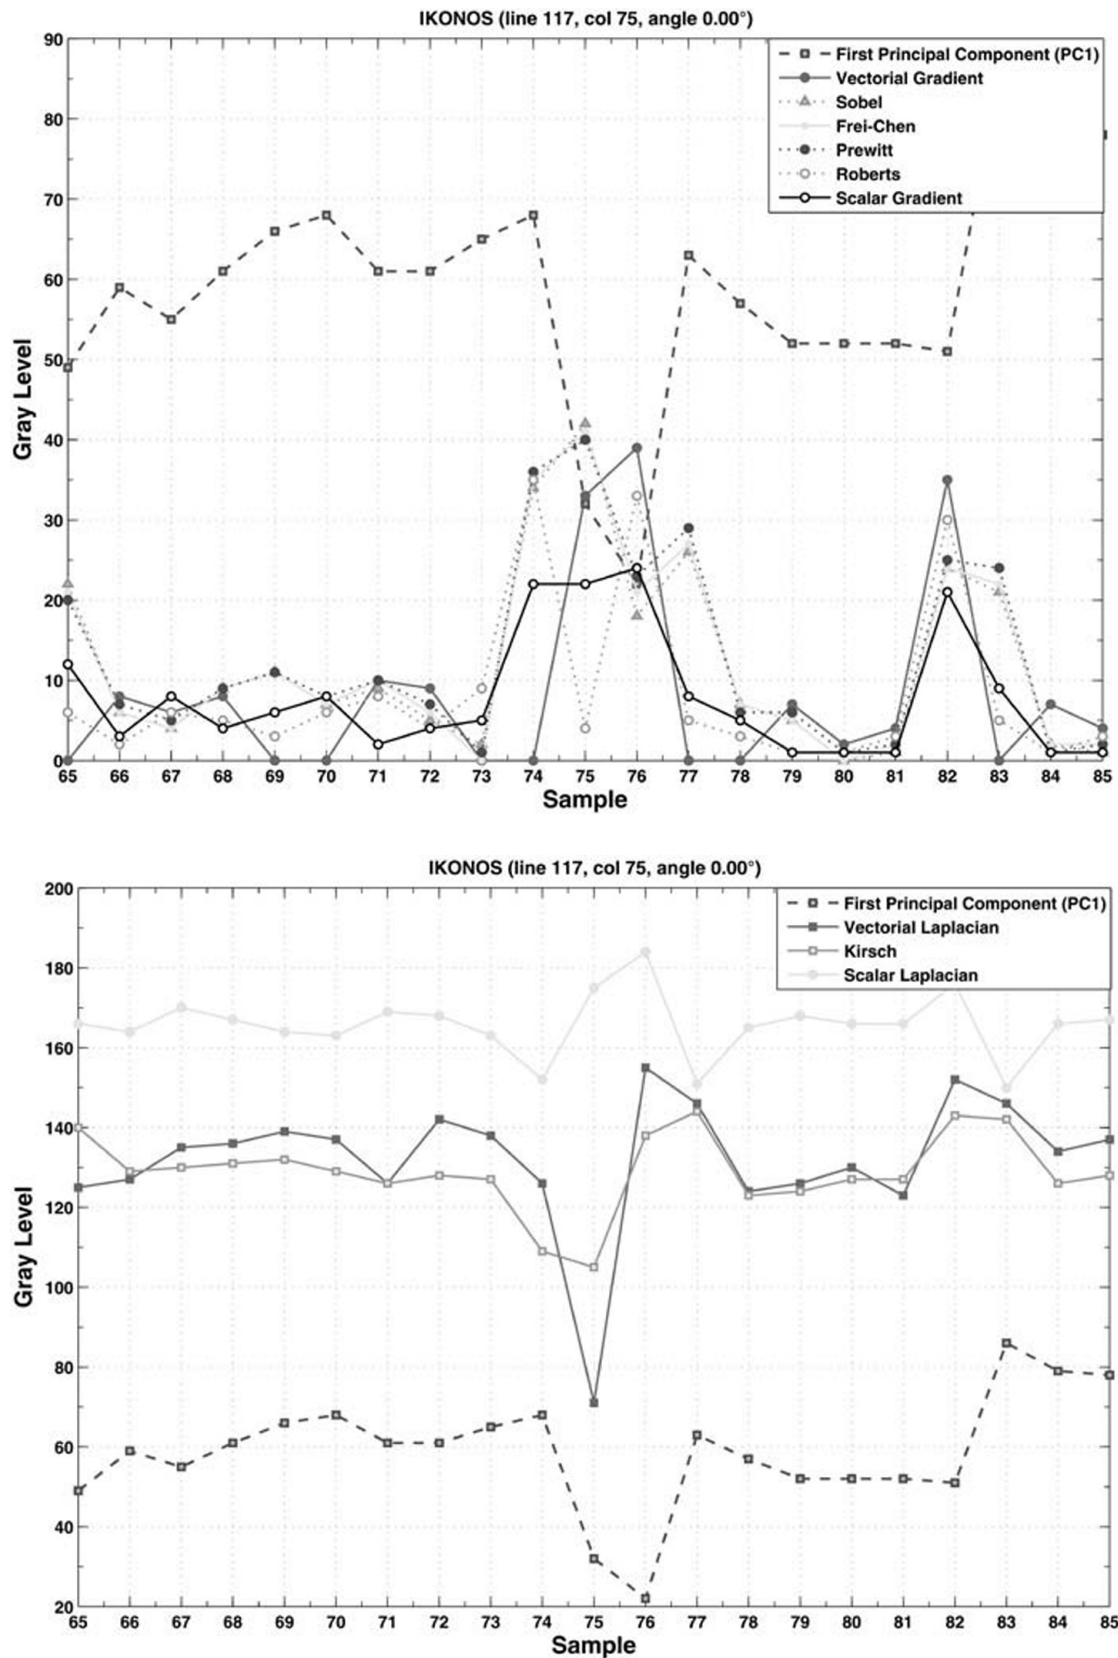 IKONOS (line 117, col 75, angle 0.00°)
First Principal Component (PC1)
Vectorial Gradient
Sobel
Frei-Chen
Prewitt
Roberts
Scalar Gradient
Gray Level
90
80
70
60
50
40
30
20
10
0
65 66 67 68 69 70 71 72 73 74 75 76 77 78 79 80 81 82 83 84 85
Sample
IKONOS (line 117, col 75, angle 0.00°)
First Principal Component (PC1)
Vectorial Laplacian
Kirsch
Scalar Laplacian
Gray Level
200
180
160
140
120
100
80
60
40
20
65 66 67 68 69 70 71 72 73 74 75 76 77 78 79 80 81 82 83 84 85
Sample